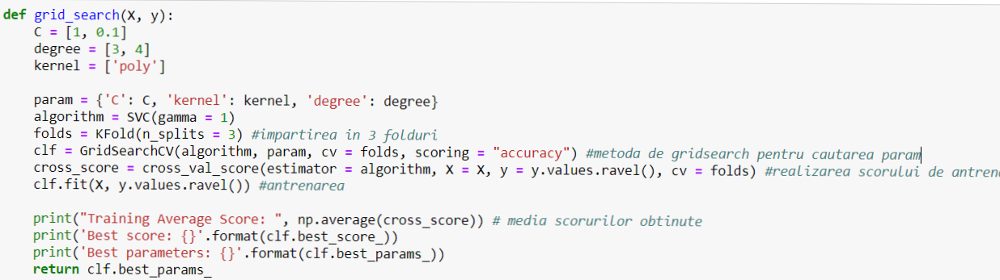 def grid_search(X, y):
    C = [1, 0.1]
    degree = [3, 4]
    kernel = ['poly']
    param = {'C': C, 'kernel': kernel, 'degree': degree}
    algorithm = SVC(gamma = 1)
    folds = KFold(n_splits = 3) #impartirea in 3 folduri
    clf = GridSearchCV(algorithm, param, cv = folds, scoring = "accuracy") #metoda de gridsearch pentru cautarea param
    cross_score = cross_val_score(estimator = algorithm, X = X, y = y.values.ravel(), cv = folds) #realizarea scorului de antren
    clf.fit(X, y.values.ravel()) #antrenarea
    print("Training Average Score: ", np.average(cross_score)) # media scorurilor obtinute
    print('Best score: {}'.format(clf.best_score_))
    print('Best parameters: {}'.format(clf.best_params_))
    return clf.best_params_